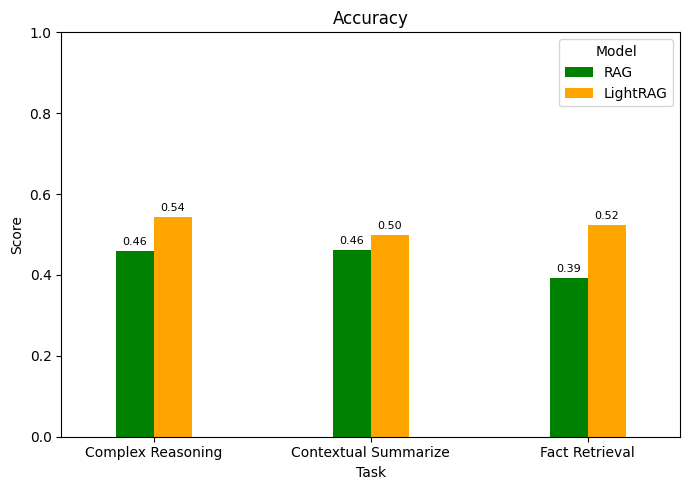 Accuracy
1.0
0.8
0.6
0.4
0.2
0.0
Score
Model
RAG
LightRAG
0.46
0.54
0.46
0.50
0.39
0.52
Complex Reasoning
Contextual Summarize
Fact Retrieval
Task